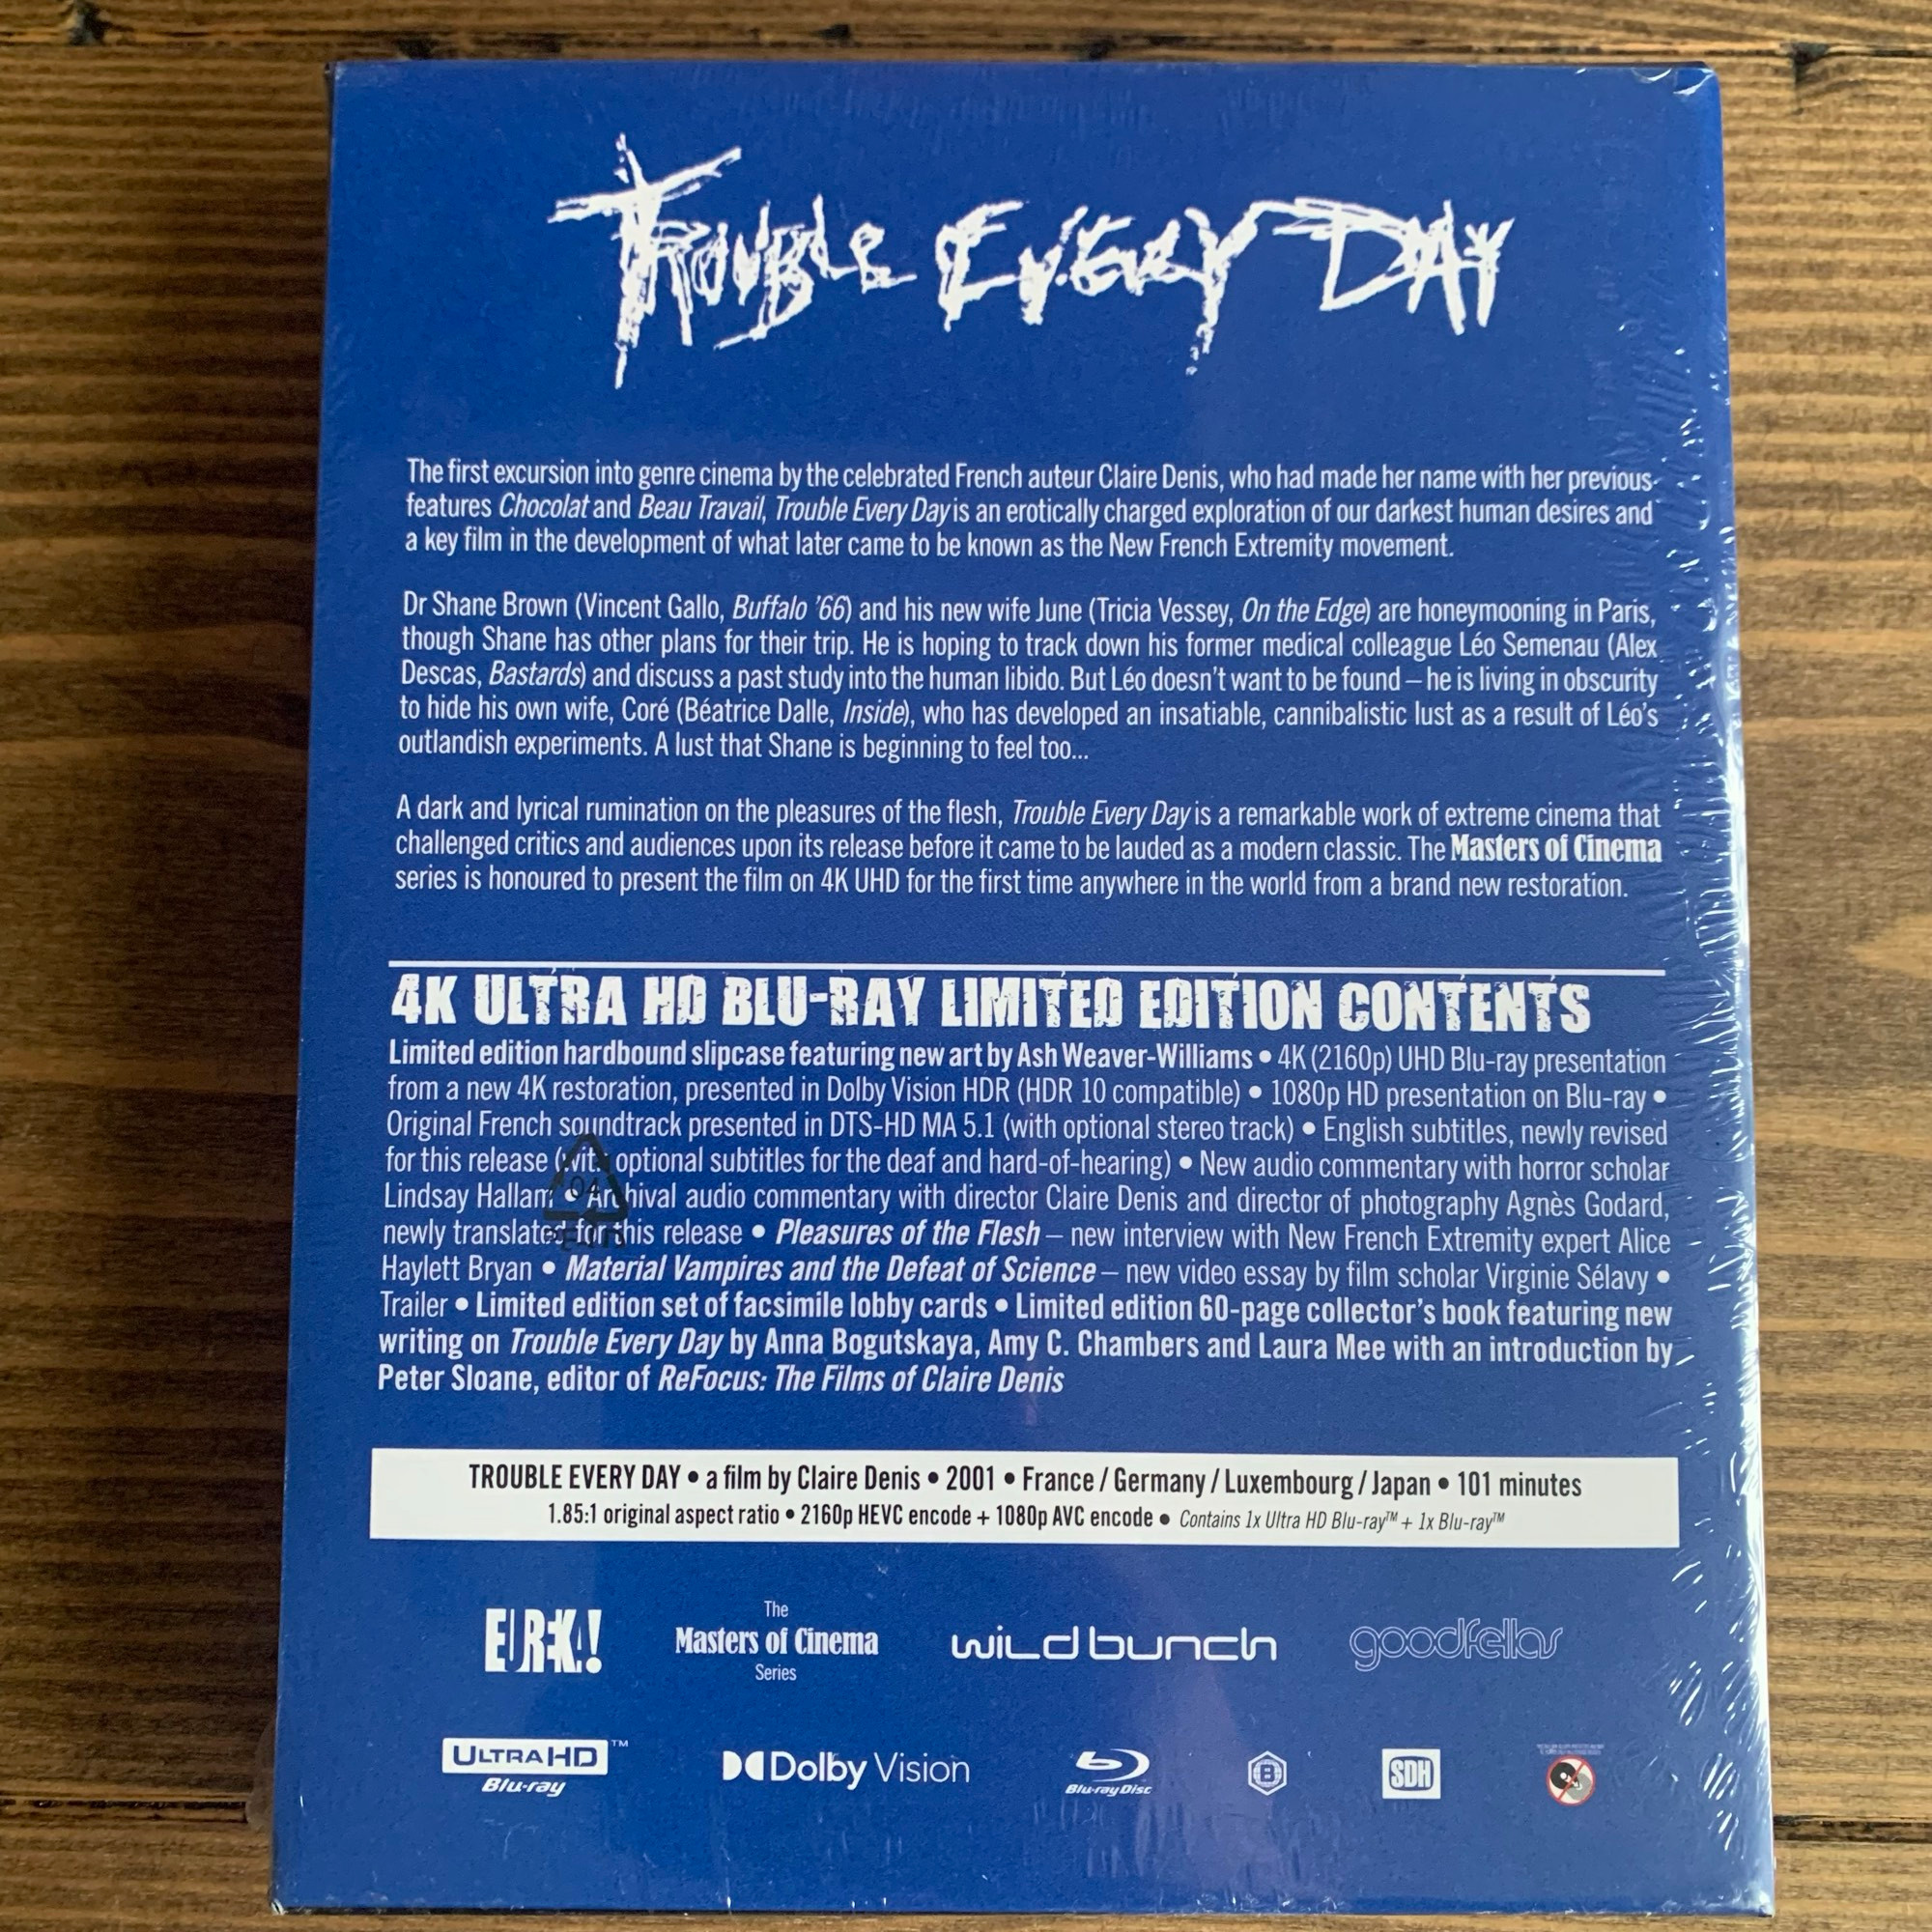 TROUBLE EVERY DAY
The first excursion into genre cinema by the celebrated French auteur Claire Denis, who had made her name with her previous
features Chocolat and Beau Travail, Trouble Every Day is an erotically charged exploration of our darkest human desires and
a key film in the development of what later came to be known as the New French Extremity movement.
Dr Shane Brown (Vincent Gallo, Buffalo '66) and his new wife June (Tricia Vessey, On the Edge) are honeymooning in Paris,
though Shane has other plans for their trip. He is hoping to track down his former medical colleague Léo Semenau (Alex
Descas, Bastards) and discuss a past study into the human libido. But Léo doesn't want to be found – he is living in obscurity
to hide his own wife, Coré (Béatrice Dalle, Inside), who has developed an insatiable, cannibalistic lust as a result of Léo's
outlandish experiments. A lust that Shane is beginning to feel too...
A dark and lyrical rumination on the pleasures of the flesh, Trouble Every Day is a remarkable work of extreme cinema that
challenged critics and audiences upon its release before it came to be lauded as a modern classic. The Masters of Cinema
series is honoured to present the film on 4K UHD for the first time anywhere in the world from a brand new restoration.
4K ULTRA HD BLU-RAY LIMITED EDITION CONTENTS
Limited edition hardbound slipcase featuring new art by Ash Weaver-Williams • 4K (2160p) UHD Blu-ray presentation
from a new 4K restoration, presented in Dolby Vision HDR (HDR 10 compatible) • 1080p HD presentation on Blu-ray •
Original French soundtrack presented in DTS-HD MA 5.1 (with optional stereo track) • English subtitles, newly revised
for this release (with optional subtitles for the deaf and hard-of-hearing) • New audio commentary with horror scholar
Lindsay Hallam • Archival audio commentary with director Claire Denis and director of photography Agnès Godard,
newly translated for this release • Pleasures of the Flesh – new interview with New French Extremity expert Alice
Haylett Bryan • Material Vampires and the Defeat of Science – new video essay by film scholar Virginie Sélavy •
Trailer • Limited edition set of facsimile lobby cards • Limited edition 60-page collector's book featuring new
writing on Trouble Every Day by Anna Bogutskaya, Amy C. Chambers and Laura Mee with an introduction by
Peter Sloane, editor of ReFocus: The Films of Claire Denis
04
TROUBLE EVERY DAY • a film by Claire Denis • 2001 • France / Germany / Luxembourg / Japan • 101 minutes
1.85:1 original aspect ratio • 2160p HEVC encode + 1080p AVC encode • Contains 1x Ultra HD Blu-ray™ + 1x Blu-ray™
EUREKA!
The
Masters of Cinema
Series
wild bunch
goodfellas
ULTRA HD™
Blu-ray
Dolby Vision
Blu-ray Disc
B
SDH